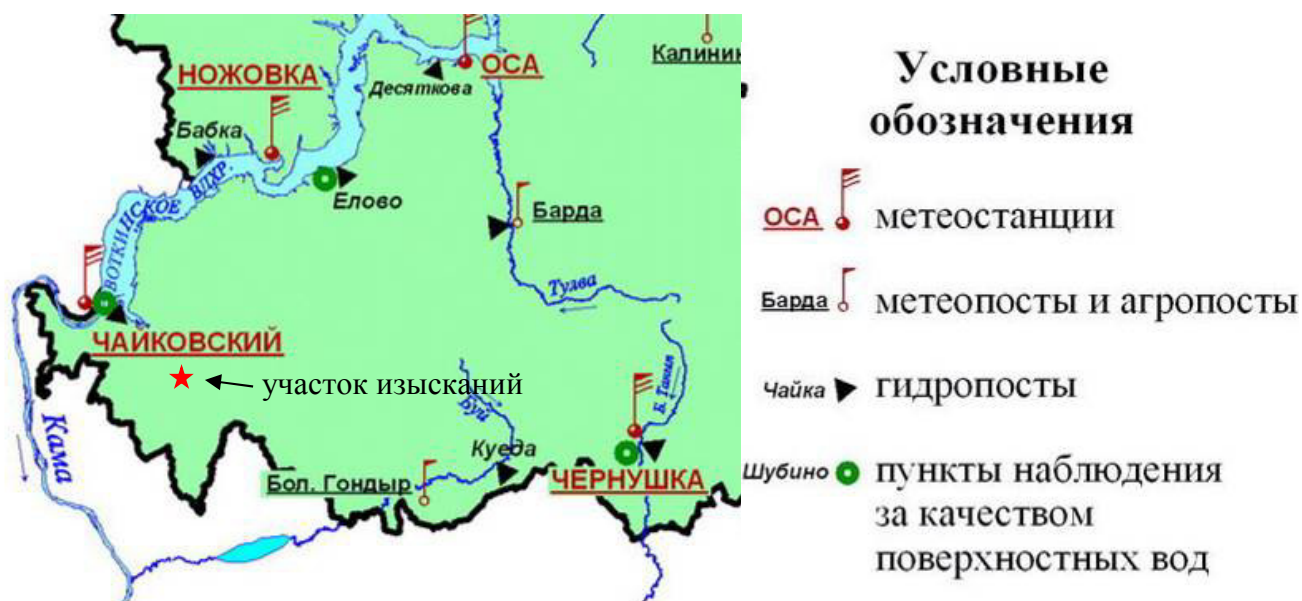 Калиник
ОСА
Десяткова
НОЖОВКА
Бабка
ВОТКИНСКОЕ ВДХР.
Елово
Барда
Тулва
ЧАЙКОВСКИЙ
участок изысканий
Кама
Буй
Б. Танып
Куеда
Бол. Гондыр
ЧЕРНУШКА
Условные
обозначения
ОСА метеостанции
Барда метеопосты и агропосты
Чайка гидропосты
Шубино пункты наблюдения
за качеством
поверхностных вод